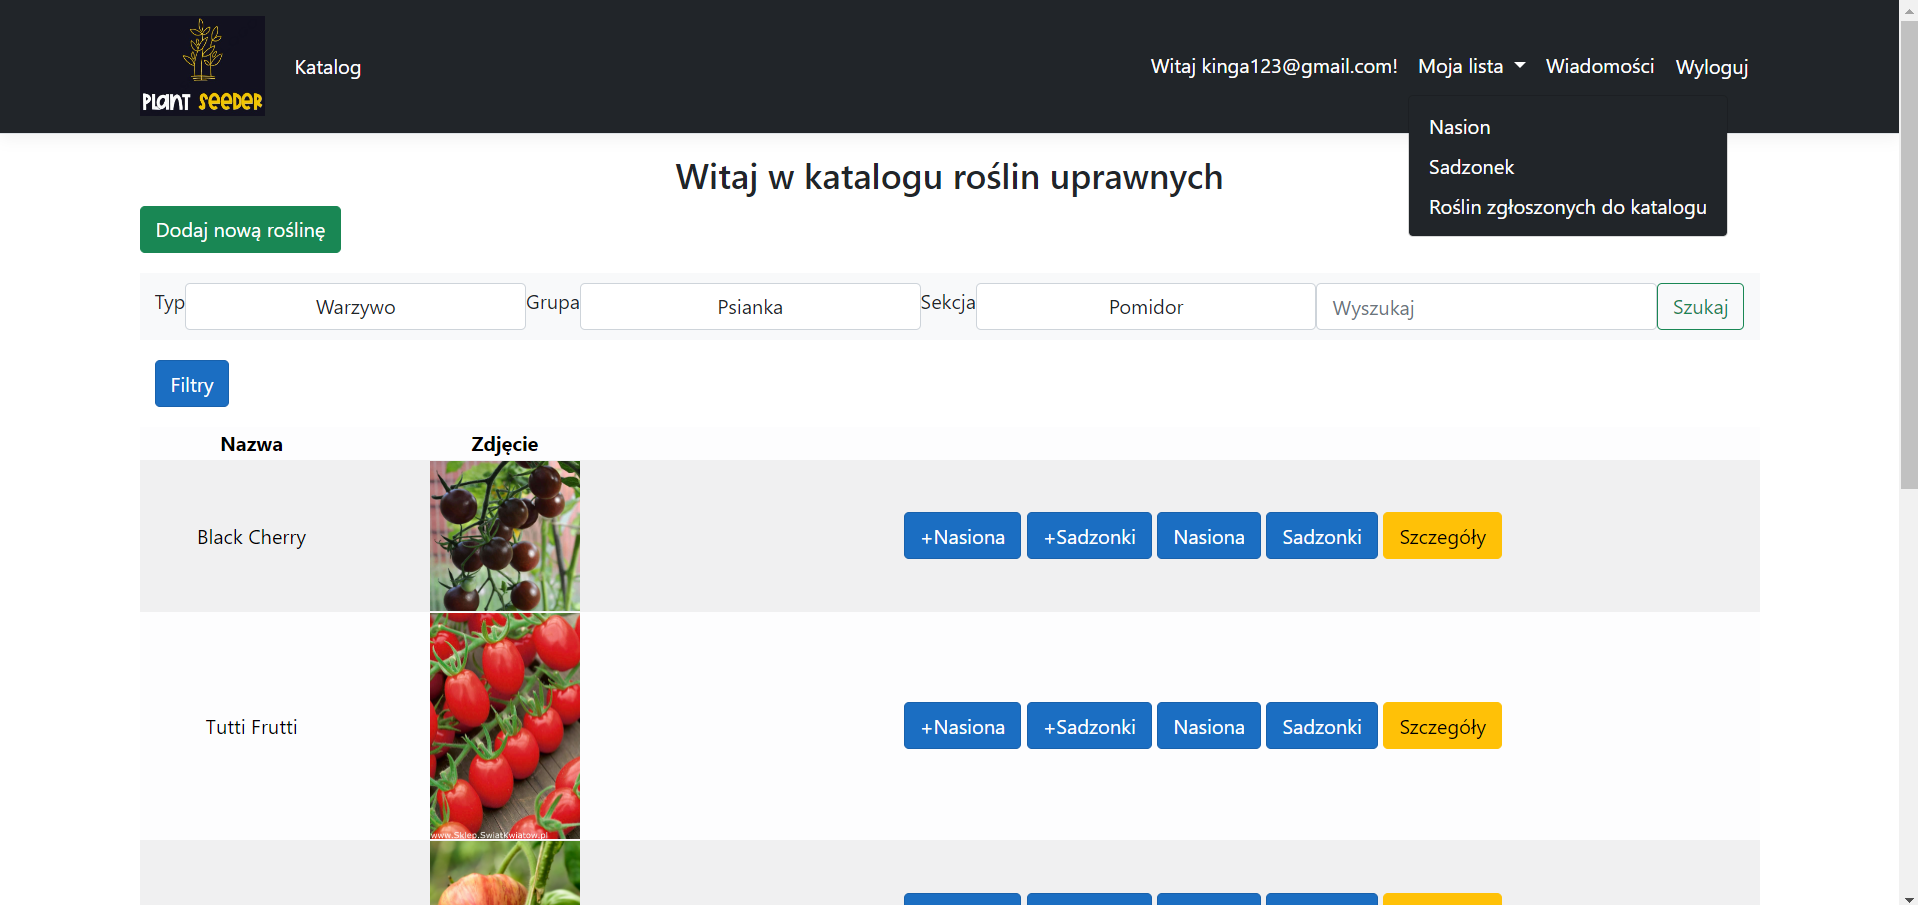 PLANT SEEDER
Katalog
Witaj kinga123@gmail.com!
Moja lista
Wiadomości
Wyloguj
Nasion
Sadzonek
Roślin zgłoszonych do katalogu
Witaj w katalogu roślin uprawnych
Dodaj nową roślinę
Typ Warzywo Grupa Psianka Sekcja Pomidor Wyszukaj Szukaj
Filtry
Nazwa Zdjęcie
Black Cherry +Nasiona +Sadzonki Nasiona Sadzonki Szczegóły
Tutti Frutti +Nasiona +Sadzonki Nasiona Sadzonki Szczegóły
www.Sklep.SwiatKwiatow.pl